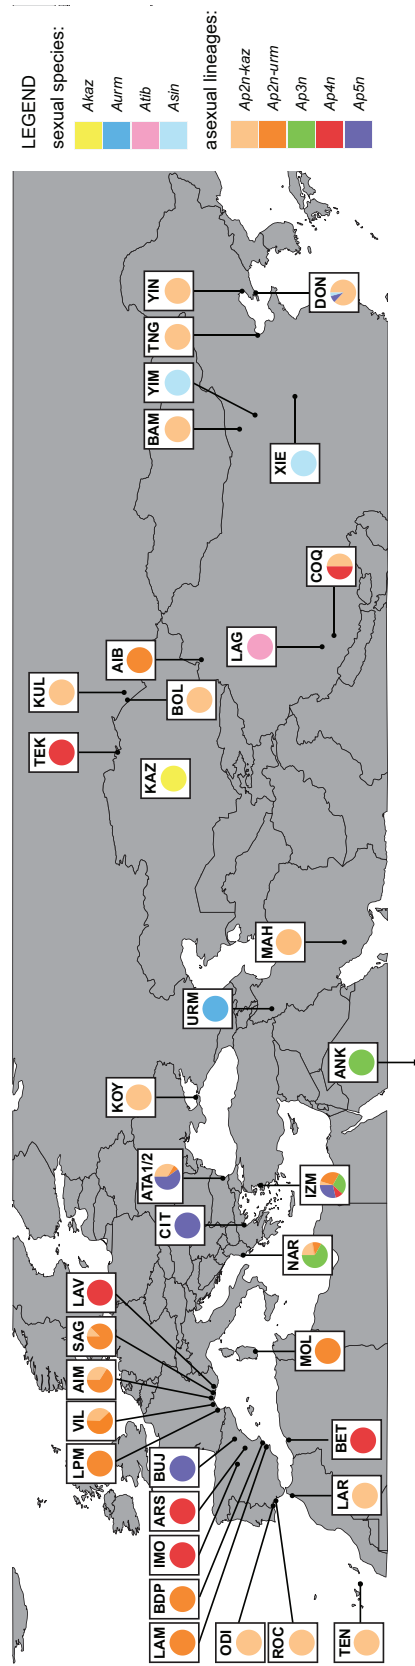 LEGEND
sexual species:
Akaz
Aurm
Atib
Asin
asexual lineages:
Ap2n-kaz
Ap2n-urm
Ap3n
Ap4n
Ap5n
YIN
TNG
YIM
BAM
DON
XIE
COQ
LAG
KUL
AIB
TEK
BOL
KAZ
MAH
URM
ANK
KOY
ATA1/2
CIT
IZM
NAR
LAV
SAG
AIM
VIL
LPM
MOL
BUJ
ARS
IMO
BDP
LAM
BET
LAR
ODI
ROC
TEN